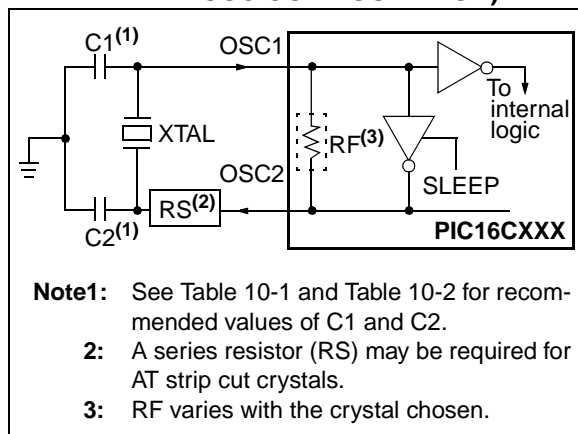 C1(1)
OSC1
To
internal
logic
XTAL
RF(3)
OSC2
SLEEP
RS(2)
C2(1)
PIC16CXXX
Note1: See Table 10-1 and Table 10-2 for recom-
mended values of C1 and C2.
2: A series resistor (RS) may be required for
AT strip cut crystals.
3: RF varies with the crystal chosen.